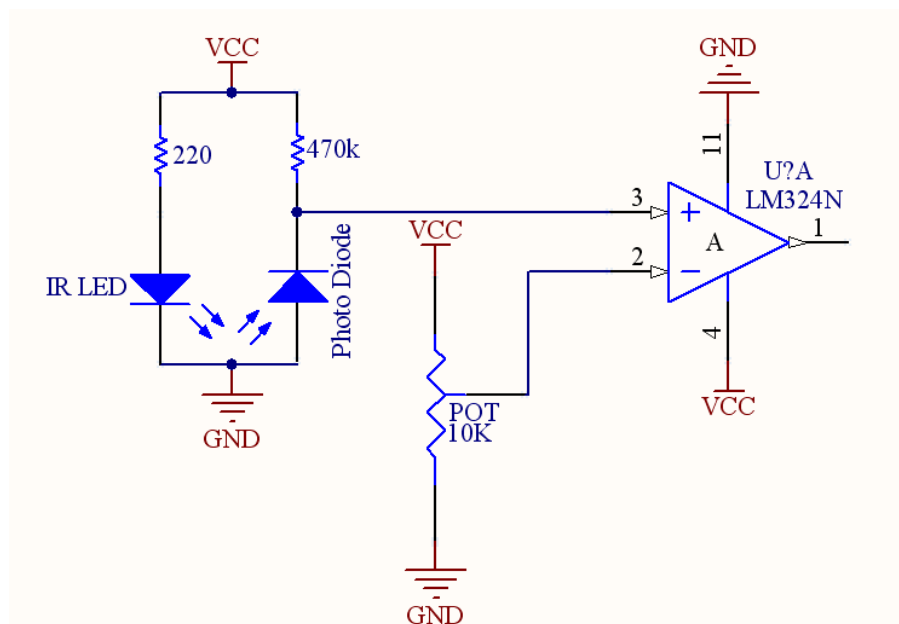 VCC
220
470k
IR LED
Photo Diode
GND
VCC
POT
10K
GND
GND
11
U?A
LM324N
3
+
A
1
2
−
4
VCC